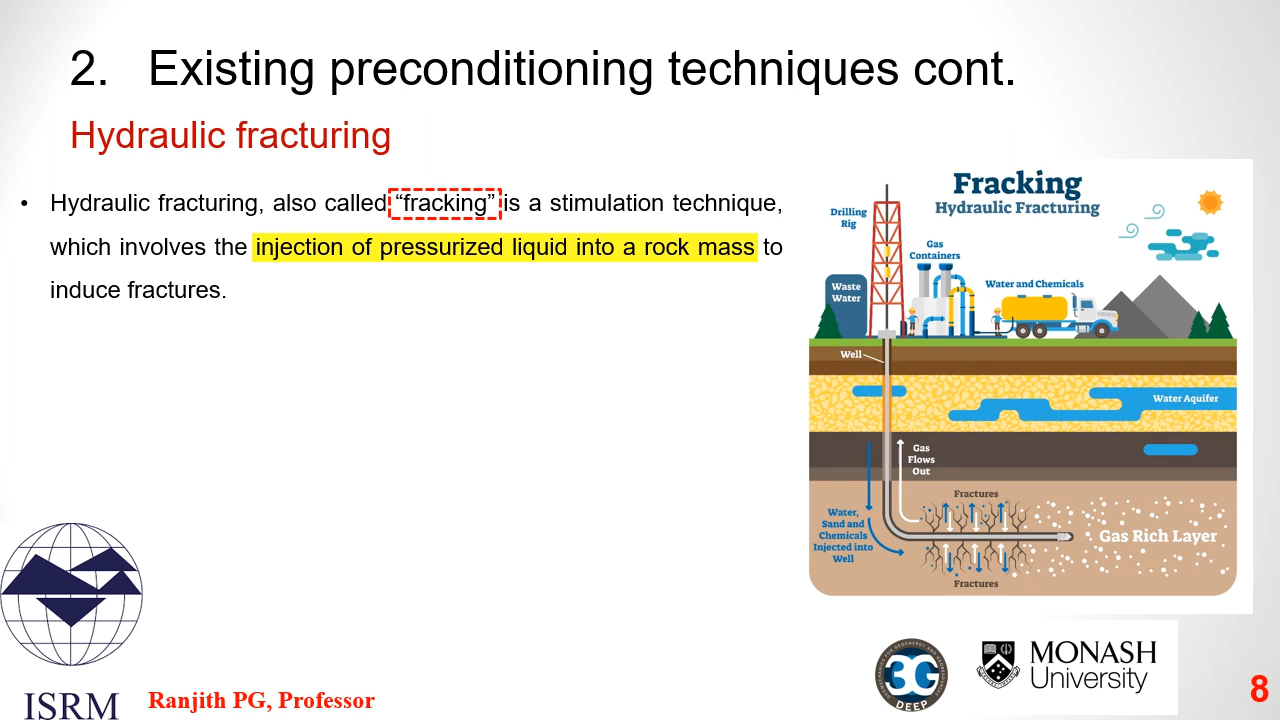 2. Existing preconditioning techniques cont.
Hydraulic fracturing
• Hydraulic fracturing, also called “fracking” is a stimulation technique,
which involves the injection of pressurized liquid into a rock mass to
induce fractures.
Fracking
Hydraulic Fracturing
Drilling
Rig
Gas
Containers
Water and Chemicals
Waste
Water
Well
Water Aquifer
Gas
Flows
Out
Fractures
Water,
Sand and
Chemicals
Injected into
Well
Gas Rich Layer
Fractures
ISRM
Ranjith PG, Professor
3G
DEEP
MONASH
University
8